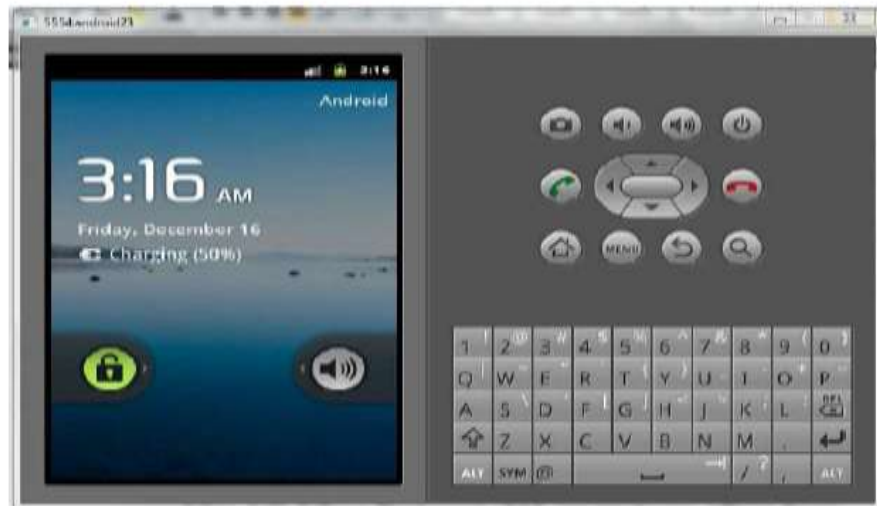 5554:android23
3:16
Android
3:16 AM
Friday, December 16
Charging (50%)
MENU
1 ! 2 @ 3 # 4 $ 5 % 6 ^ 7 & 8 * 9 ( 0 )
Q W E R T Y U I O P
A S D F G H J K L DEL
Z X C V B N M .
ALT SYM @ / ? , ALT